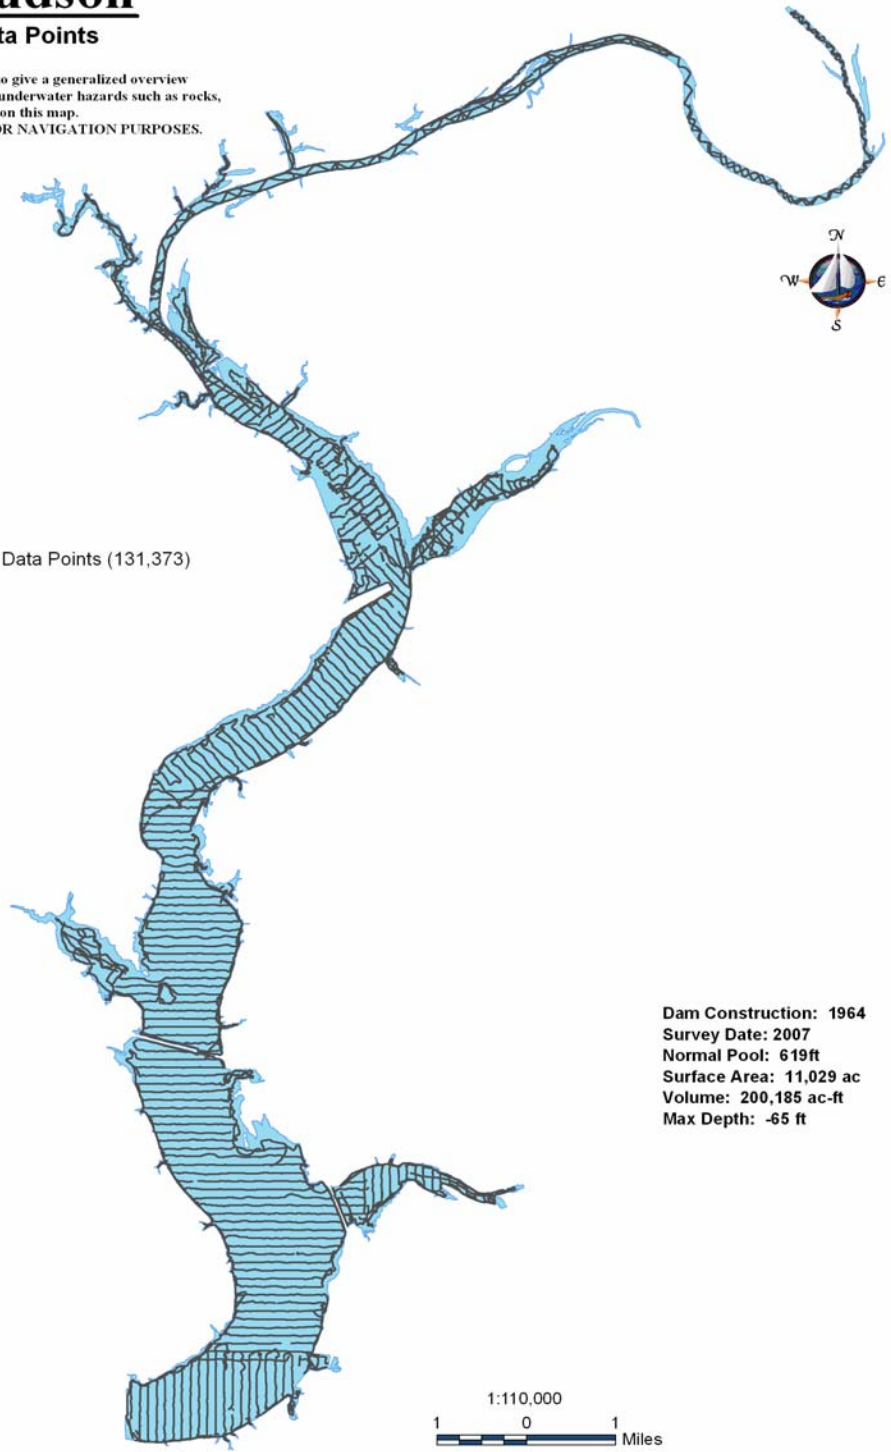 ta Points
o give a generalized overview
underwater hazards such as rocks,
on this map.
OR NAVIGATION PURPOSES.
N
W E
S
Data Points (131,373)
Dam Construction: 1964
Survey Date: 2007
Normal Pool: 619ft
Surface Area: 11,029 ac
Volume: 200,185 ac-ft
Max Depth: -65 ft
1:110,000
1 0 1
Miles